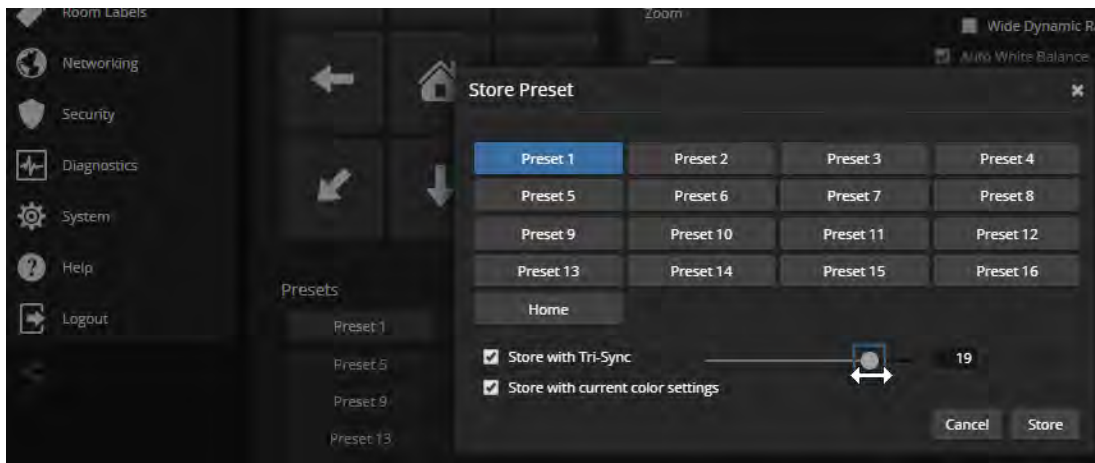 Room Labels
Networking
Security
Diagnostics
System
Help
Logout
Zoom
Wide Dynamic R
Auto White Balance
Presets
Preset 1
Preset 5
Preset 9
Preset 13
Store Preset
Preset 1 Preset 2 Preset 3 Preset 4
Preset 5 Preset 6 Preset 7 Preset 8
Preset 9 Preset 10 Preset 11 Preset 12
Preset 13 Preset 14 Preset 15 Preset 16
Home
Store with Tri-Sync 19
Store with current color settings
Cancel Store